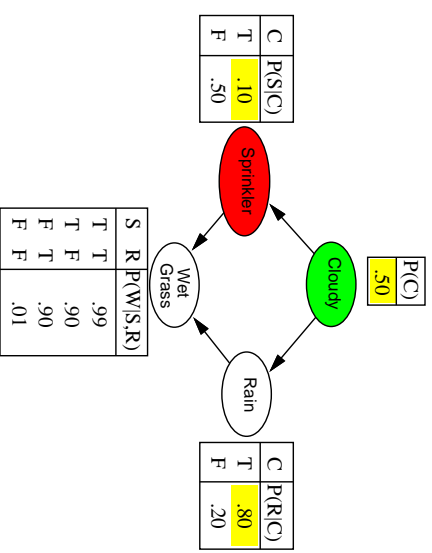 P(C)
.50
Cloudy
C P(S|C)
T .10
F .50
Sprinkler
Rain
C P(R|C)
T .80
F .20
Wet
Grass
S R P(W|S,R)
T T .99
T F .90
F T .90
F F .01